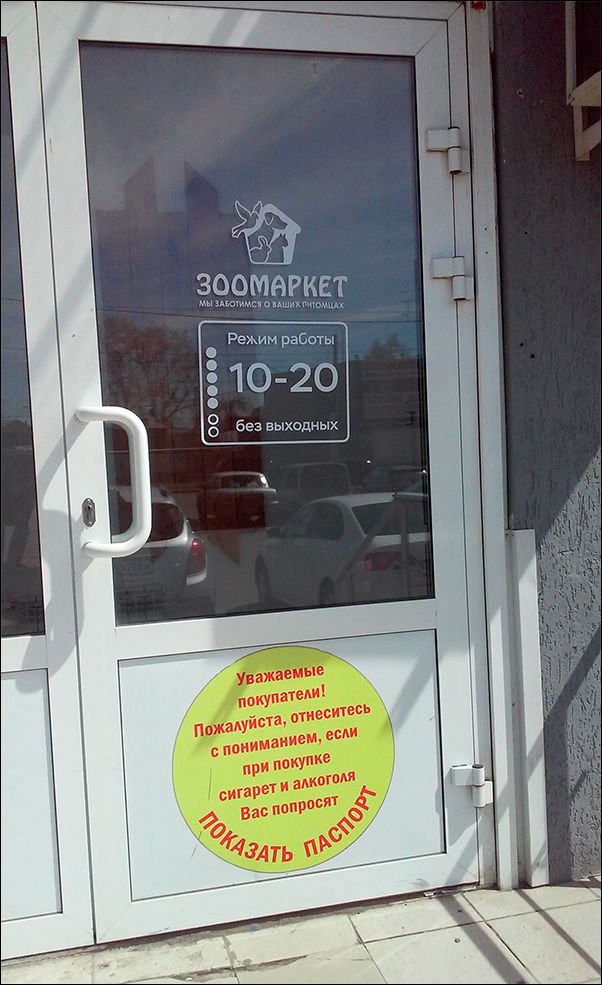 ЗООМАРКЕТ
МЫ ЗАБОТИМСЯ О ВАШИХ ПИТОМЦАХ
Режим работы
10-20
без выходных
Уважаемые
покупатели!
Пожалуйста, отнеситесь
с пониманием, если
при покупке
сигарет и алкоголя
Вас попросят
ПОКАЗАТЬ ПАСПОРТ